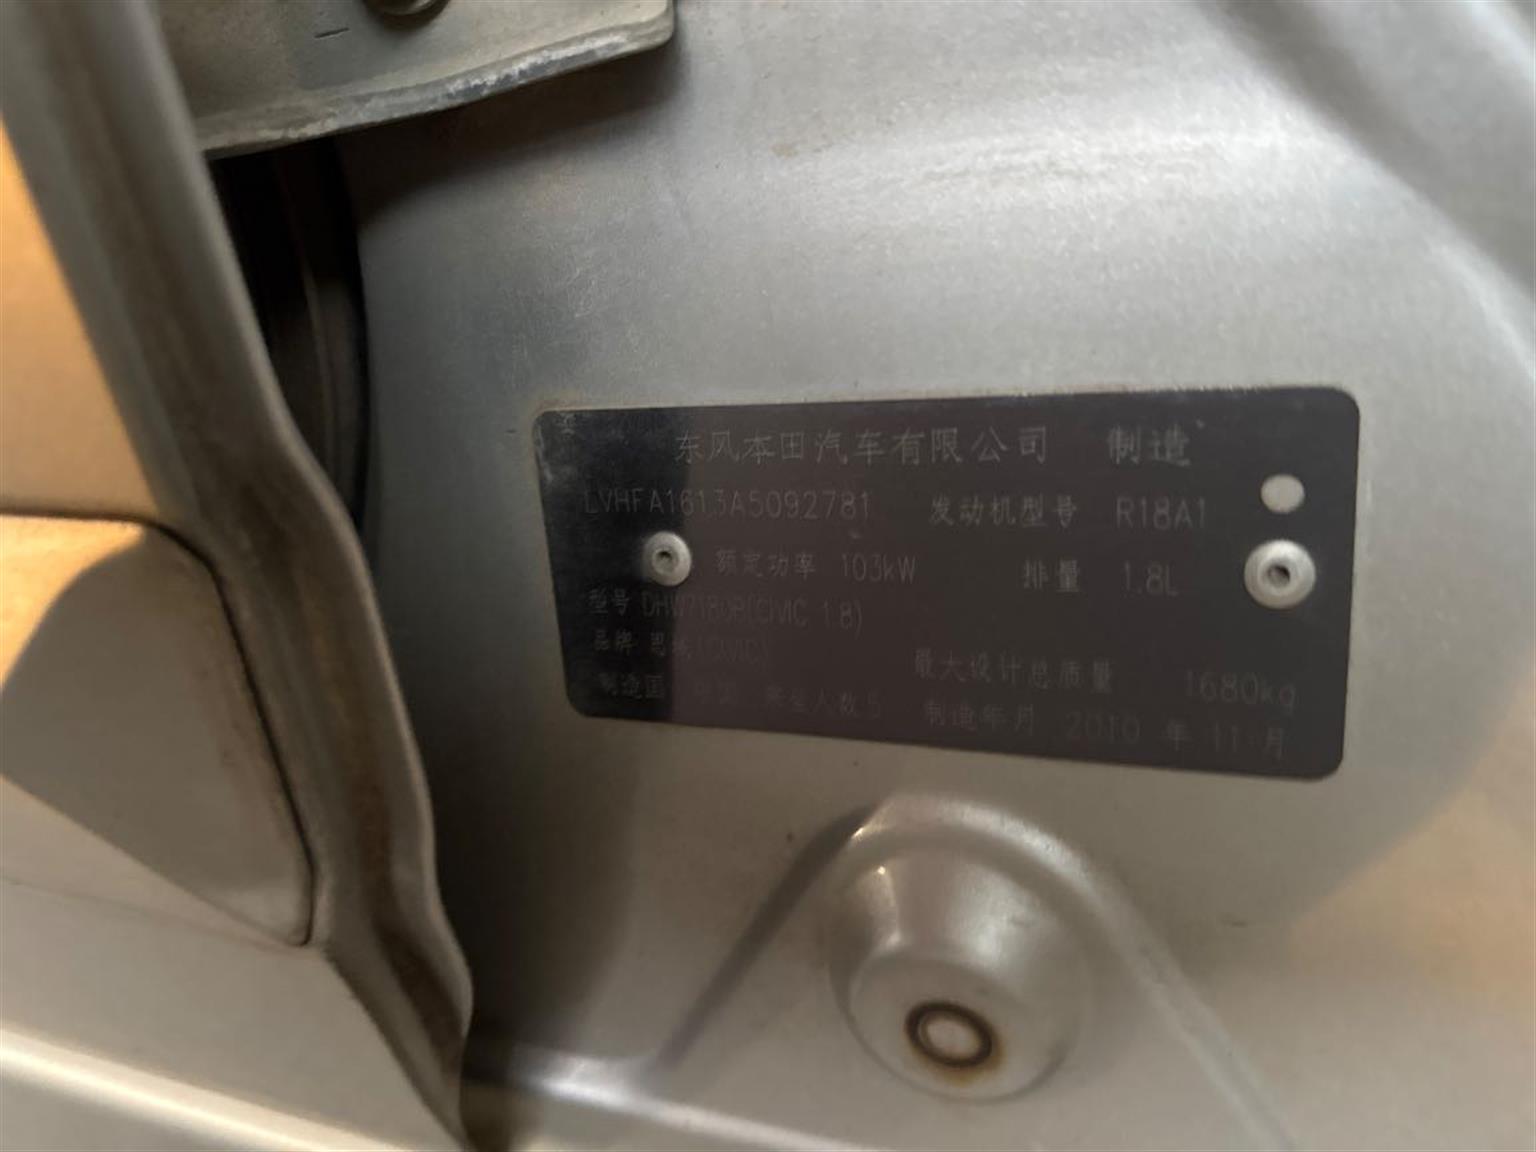 东风本田汽车有限公司 制造
LVHFA1613A5092781 发动机型号 R18A1
额定功率 103kW 排量 1.8L
型号 DHW7180B(CIVIC 1.8)
品牌 思域(CIVIC) 最大设计总质量 1680kg
制造国 中国 乘坐人数5 制造年月 2010 年 11 月